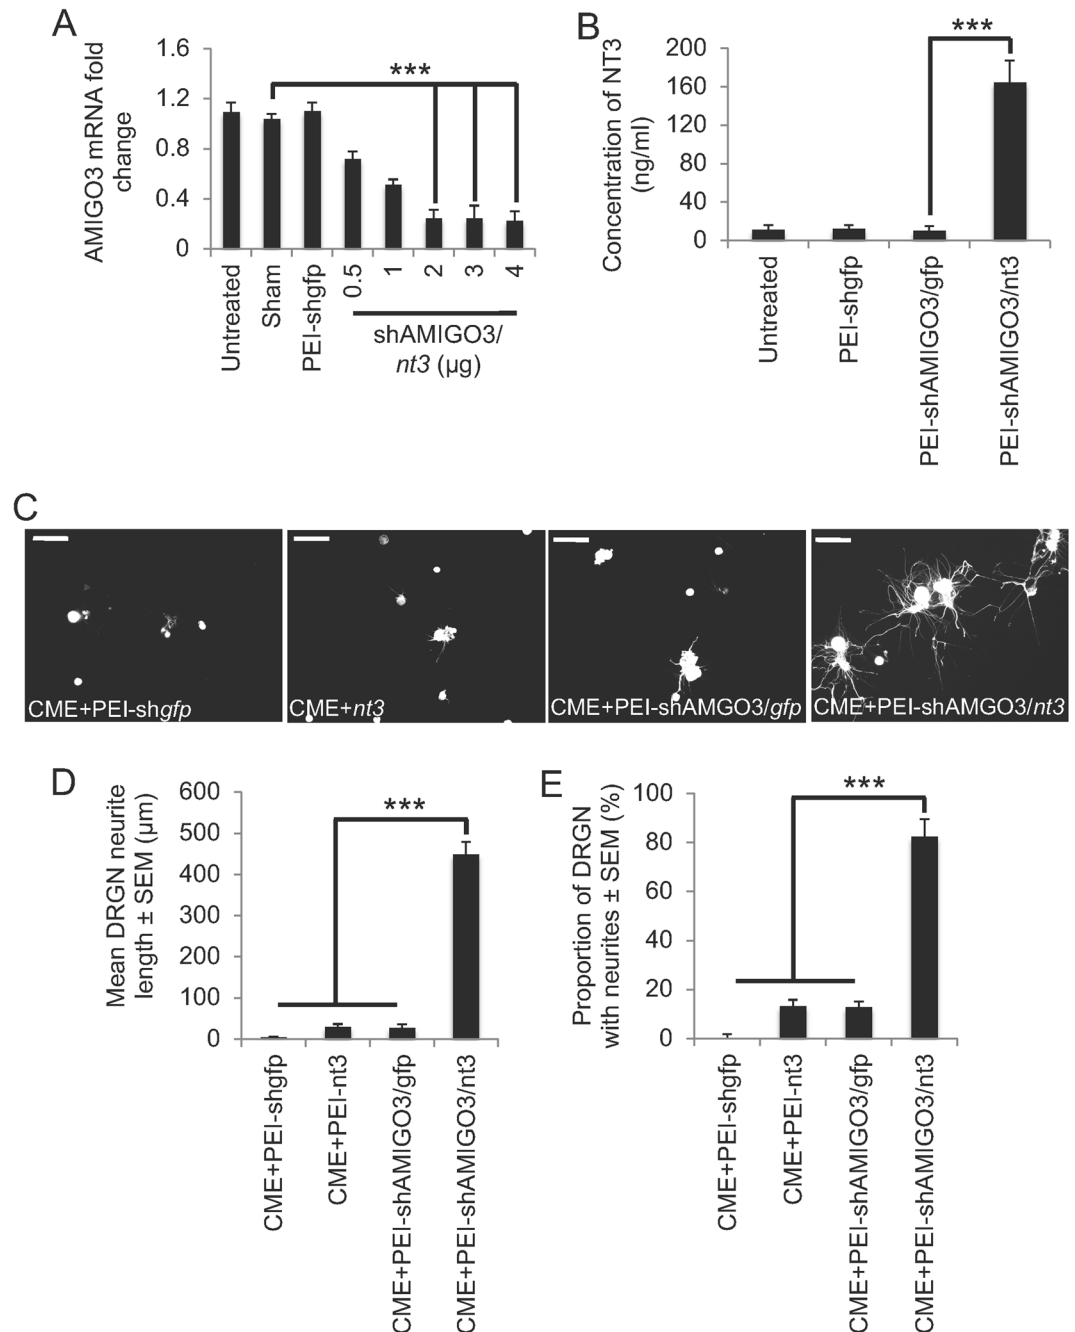 A
AMIGO3 mRNA fold
change
1.6
1.2
0.8
0.4
0
***
Untreated
Sham
PEI-shgfp
0.5
1
2
3
4
shAMIGO3/
nt3 (µg)
B
Concentration of NT3
(ng/ml)
200
160
120
80
40
0
***
Untreated
PEI-shgfp
PEI-shAMIGO3/gfp
PEI-shAMIGO3/nt3
C
CME+PEI-shgfp
CME+nt3
CME+PEI-shAMGO3/gfp
CME+PEI-shAMGO3/nt3
D
Mean DRGN neurite
length ± SEM (µm)
600
500
400
300
200
100
0
***
CME+PEI-shgfp
CME+PEI-nt3
CME+PEI-shAMIGO3/gfp
CME+PEI-shAMIGO3/nt3
E
Proportion of DRGN
with neurites ± SEM (%)
100
80
60
40
20
0
***
CME+PEI-shgfp
CME+PEI-nt3
CME+PEI-shAMIGO3/gfp
CME+PEI-shAMIGO3/nt3